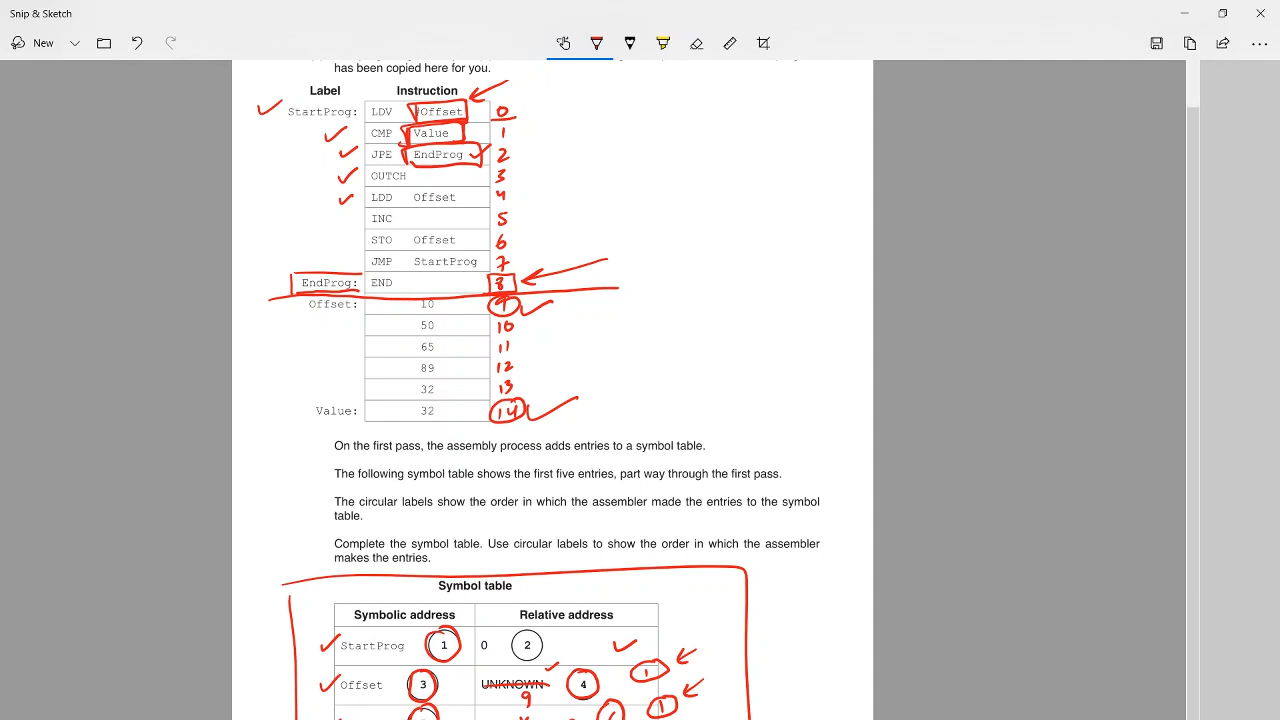 Snip & Sketch
New
has been copied here for you.
Label Instruction
StartProg: LDV #Offset 0
CMP Value 1
JPE EndProg 2
OUTCH 3
LDD Offset 4
INC 5
STO Offset 6
JMP StartProg 7
EndProg: END 8
Offset: 10 9
50 10
65 11
89 12
32 13
Value: 32 14
On the first pass, the assembly process adds entries to a symbol table.
The following symbol table shows the first five entries, part way through the first pass.
The circular labels show the order in which the assembler made the entries to the symbol
table.
Complete the symbol table. Use circular labels to show the order in which the assembler
makes the entries.
Symbol table
Symbolic address Relative address
StartProg 1 0 2
Offset 3 UNKNOWN 4 1
9